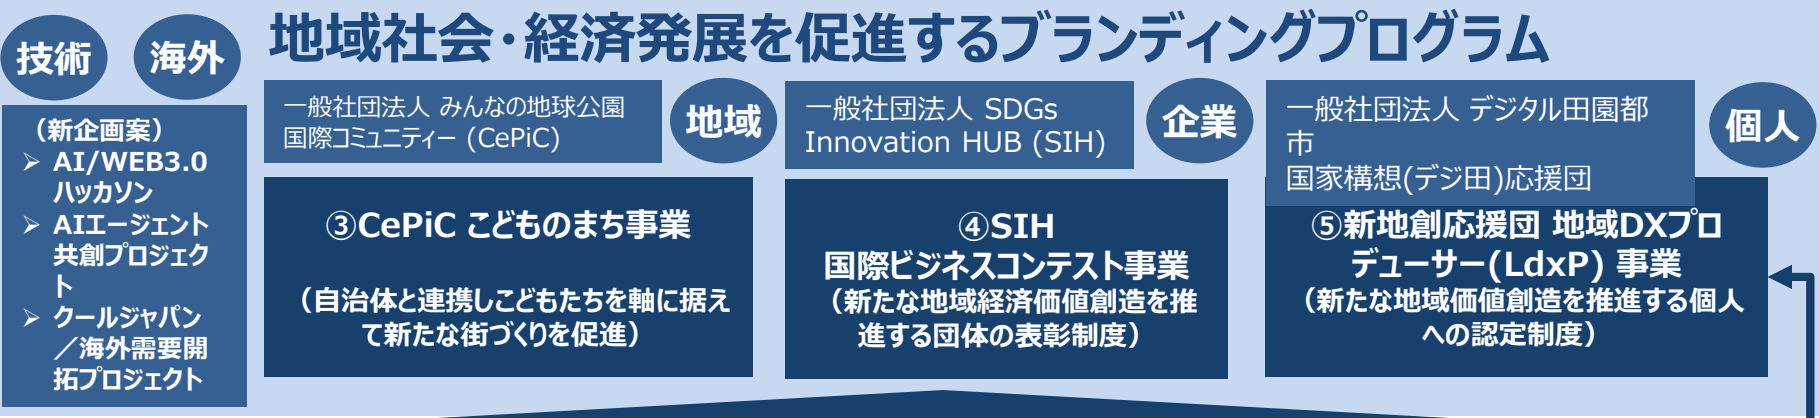 技術
海外
地域社会・経済発展を促進するブランディングプログラム
（新企画案）
➢ AI/WEB3.0
ハッカソン
➢ AIエージェント
共創プロジェク
ト
➢ クールジャパン
／海外需要開
拓プロジェクト
一般社団法人 みんなの地球公園
国際コミュニティー (CePiC)
地域
③CePiC こどものまち事業
（自治体と連携しこどもたちを軸に据え
て新たな街づくりを促進）
一般社団法人 SDGs
Innovation HUB (SIH)
企業
④SIH
国際ビジネスコンテスト事業
（新たな地域経済価値創造を推
進する団体の表彰制度）
一般社団法人 デジタル田園都
市
国家構想(デジ田)応援団
個人
⑤新地創応援団 地域DXプロ
デューサー(LdxP) 事業
（新たな地域価値創造を推進する個人
への認定制度）